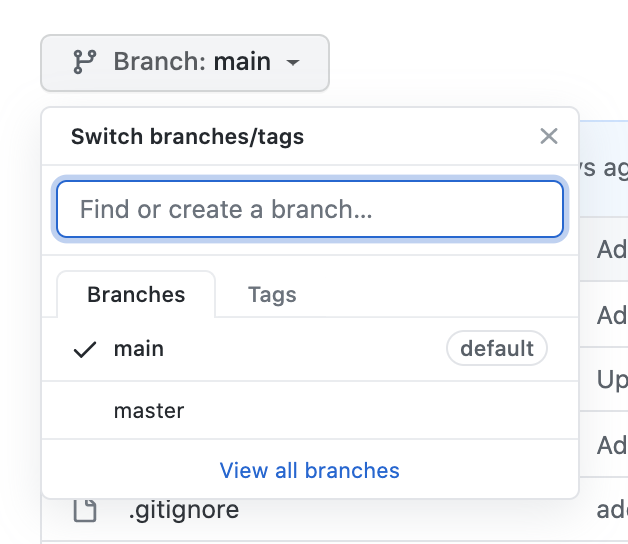 Branch: main
Switch branches/tags
Find or create a branch...
Branches Tags
main default
master
View all branches
.gitignore